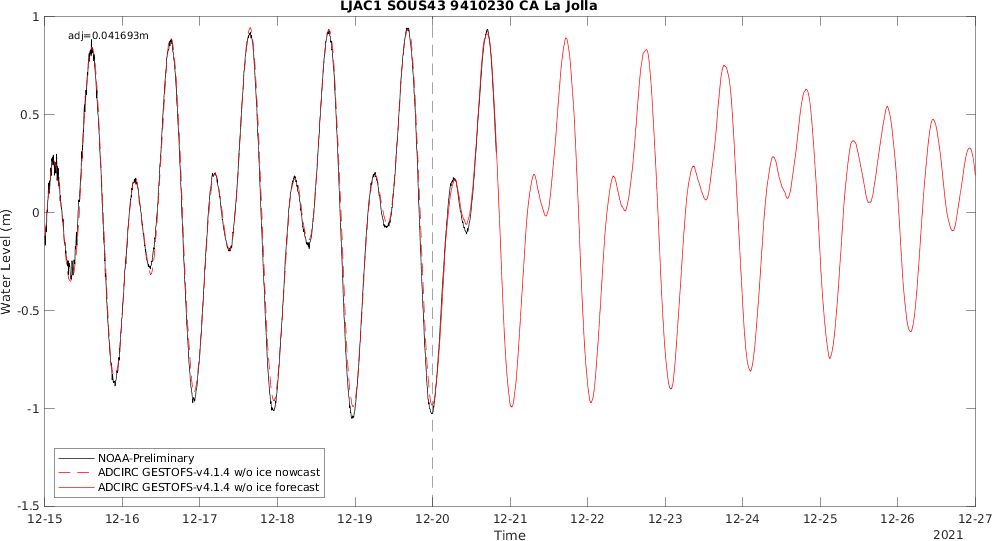 LJAC1 SOUS43 9410230 CA La Jolla
adj=0.041693m
1
0.5
0
-0.5
-1
-1.5
Water Level (m)
NOAA-Preliminary
ADCIRC GESTOFS-v4.1.4 w/o ice nowcast
ADCIRC GESTOFS-v4.1.4 w/o ice forecast
12-15 12-16 12-17 12-18 12-19 12-20 12-21 12-22 12-23 12-24 12-25 12-26 12-27
Time
2021